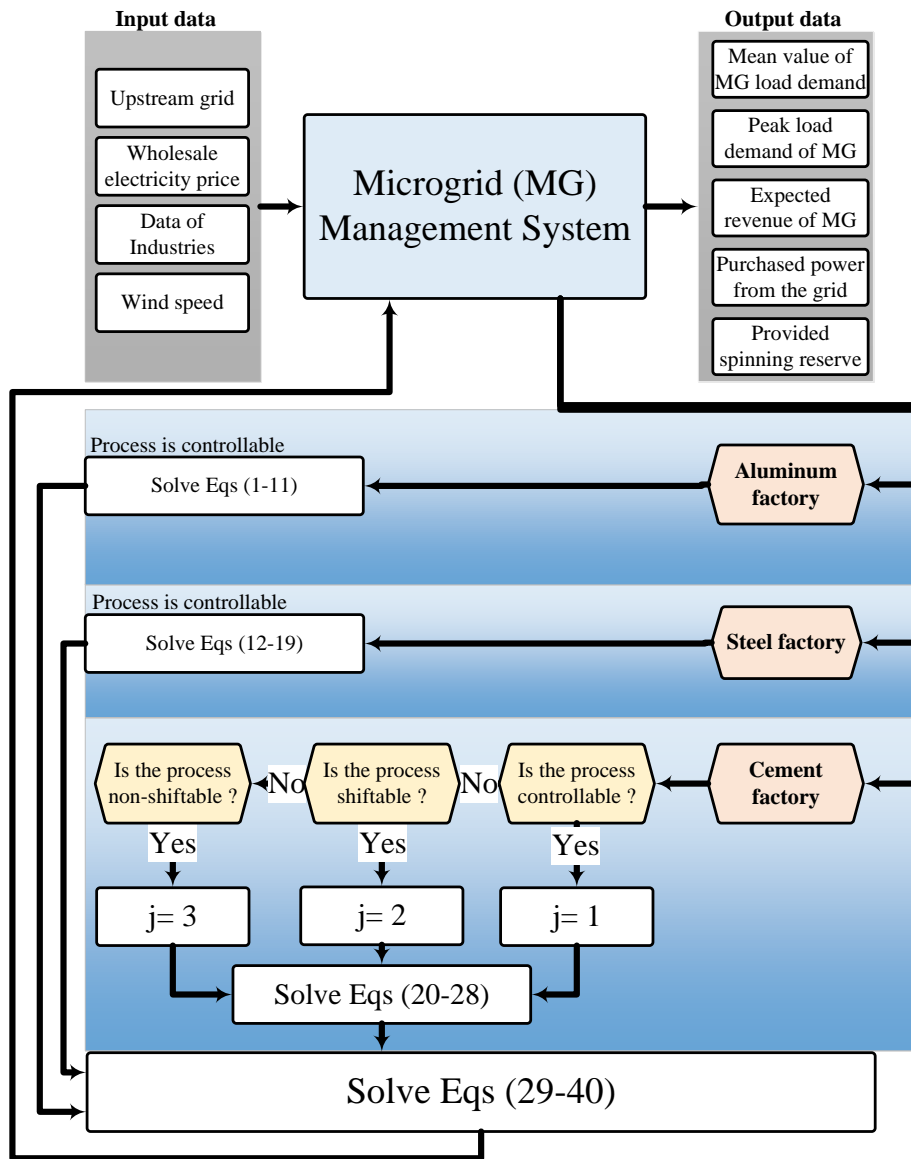 Input data
Output data
Upstream grid
Wholesale
electricity price
Data of
Industries
Wind speed
Microgrid (MG)
Management System
Mean value of
MG load demand
Peak load
demand of MG
Expected
revenue of MG
Purchased power
from the grid
Provided
spinning reserve
Process is controllable
Solve Eqs (1-11)
Aluminum
factory
Process is controllable
Solve Eqs (12-19)
Steel factory
Is the process
non-shiftable ?
No
Is the process
shiftable ?
No
Is the process
controllable ?
Cement
factory
Yes
Yes
Yes
j= 3
j= 2
j= 1
Solve Eqs (20-28)
Solve Eqs (29-40)